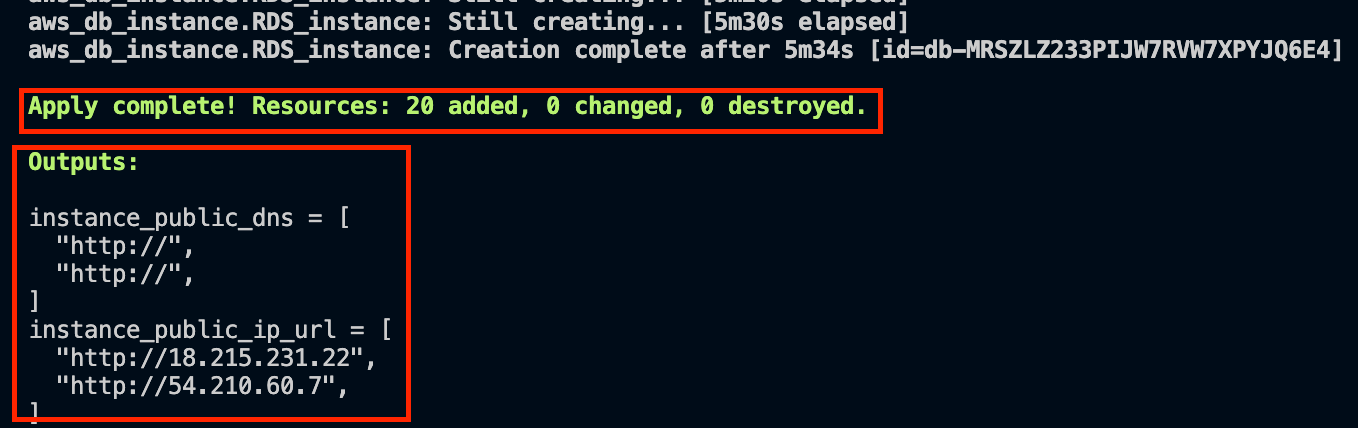 aws_db_instance.RDS_instance: Still creating... [5m20s elapsed]
aws_db_instance.RDS_instance: Still creating... [5m30s elapsed]
aws_db_instance.RDS_instance: Creation complete after 5m34s [id=db-MRSZLZ233PIJW7RVW7XPYJQ6E4]
Apply complete! Resources: 20 added, 0 changed, 0 destroyed.
Outputs:
instance_public_dns = [
"http://",
"http://",
]
instance_public_ip_url = [
"http://18.215.231.22",
"http://54.210.60.7",
]